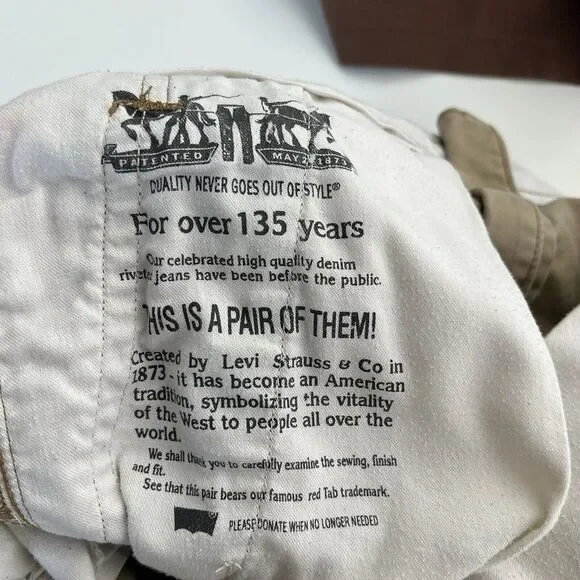 PATENTED MAY 20 1873
QUALITY NEVER GOES OUT OF STYLE®
For over 135 years
Our celebrated high quality denim
riveted jeans have been before the public.
THIS IS A PAIR OF THEM!
Created by Levi Strauss & Co in
1873 - it has become an American
tradition, symbolizing the vitality
of the West to people all over the
world.
We shall thank you to carefully examine the sewing, finish
and fit.
See that this pair bears our famous red Tab trademark.
PLEASE DONATE WHEN NO LONGER NEEDED